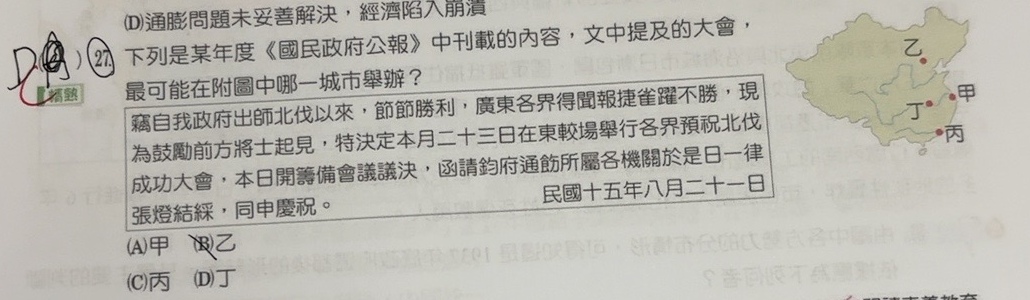 (D)通膨問題未妥善解決,經濟陷入崩潰
D ( ) 27. 下列是某年度《國民政府公報》中刊載的內容,文中提及的大會,
最可能在附圖中哪一城市舉辦?
精熟
竊自我政府出師北伐以來,節節勝利,廣東各界得聞報捷雀躍不勝,現
為鼓勵前方將士起見,特決定本月二十三日在東較場舉行各界預祝北伐
成功大會,本日開籌備會議議決,函請鈞府通飭所屬各機關於是日一律
張燈結綵,同申慶祝。 民國十五年八月二十一日
(A)甲 (B)乙
(C)丙 (D)丁
乙
甲
丁
丙